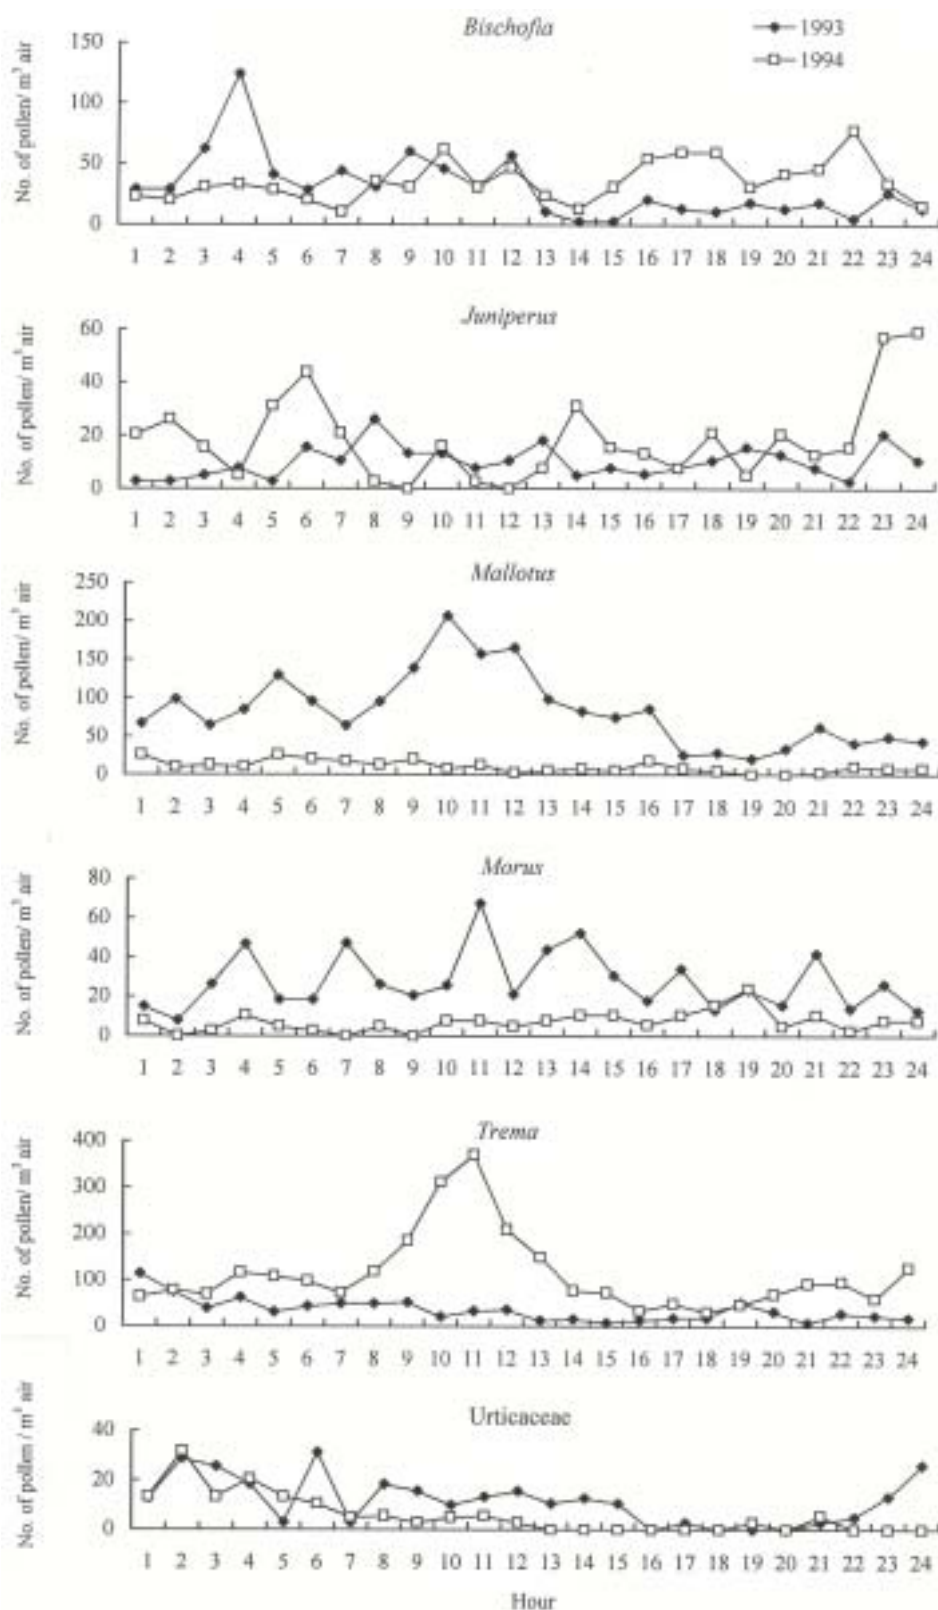 Bischofia
1993
1994
No. of pollen/ m³ air
150
100
50
0
1 2 3 4 5 6 7 8 9 10 11 12 13 14 15 16 17 18 19 20 21 22 23 24
Juniperus
No. of pollen/ m³ air
60
40
20
0
1 2 3 4 5 6 7 8 9 10 11 12 13 14 15 16 17 18 19 20 21 22 23 24
Mallotus
No. of pollen/ m³ air
250
200
150
100
50
0
1 2 3 4 5 6 7 8 9 10 11 12 13 14 15 16 17 18 19 20 21 22 23 24
Morus
No. of pollen/ m³ air
80
60
40
20
0
1 2 3 4 5 6 7 8 9 10 11 12 13 14 15 16 17 18 19 20 21 22 23 24
Trema
No. of pollen/ m³ air
400
300
200
100
0
1 2 3 4 5 6 7 8 9 10 11 12 13 14 15 16 17 18 19 20 21 22 23 24
Urticaceae
No. of pollen / m³ air
40
20
0
1 2 3 4 5 6 7 8 9 10 11 12 13 14 15 16 17 18 19 20 21 22 23 24
Hour